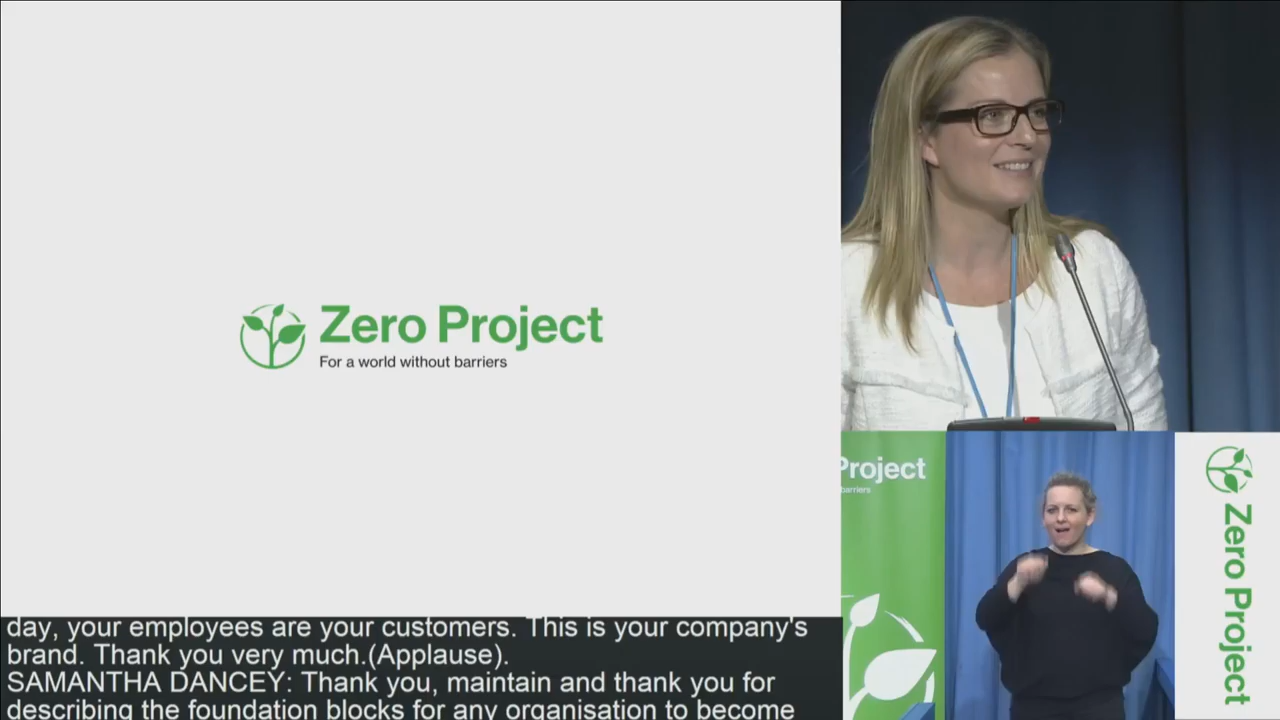 Zero Project
For a world without barriers
day, your employees are your customers. This is your company's
brand. Thank you very much.(Applause).
SAMANTHA DANCEY: Thank you, maintain and thank you for
describing the foundation blocks for any organisation to become
Project
barriers
Zero Project